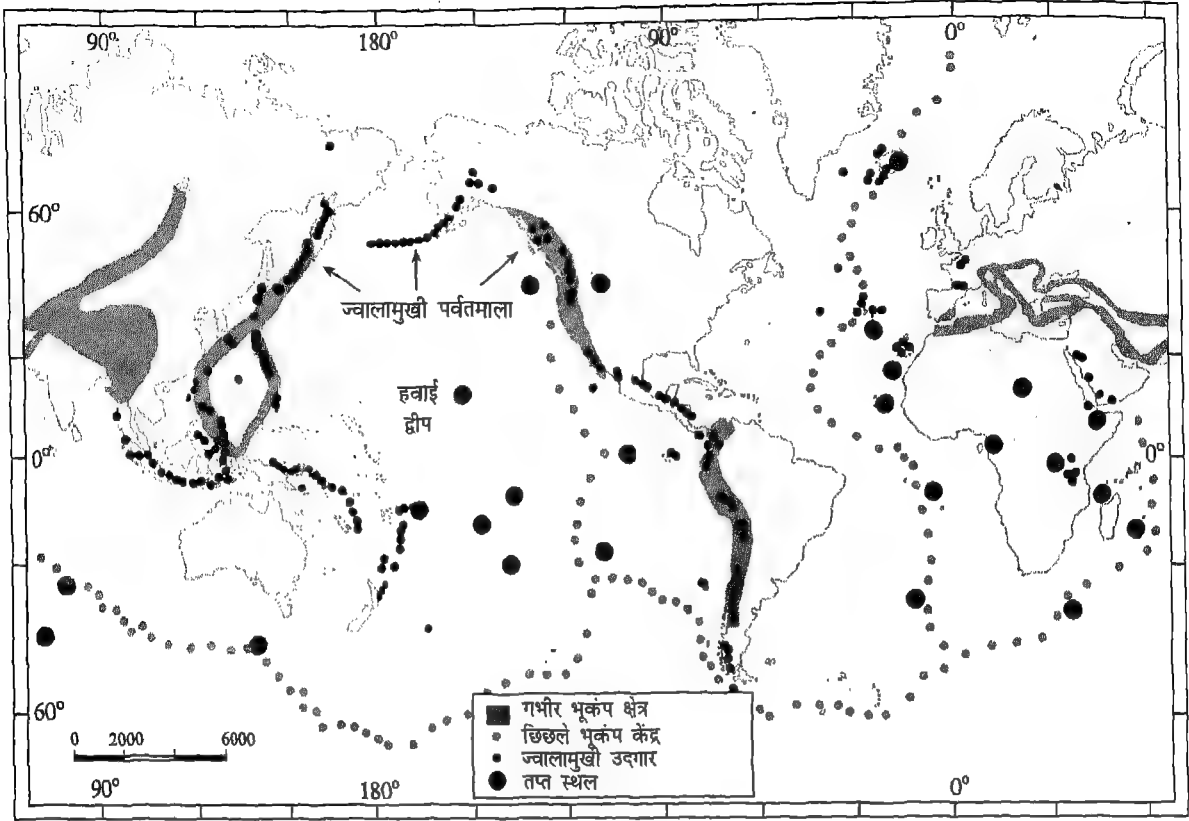 90° 180° 90° 0°
60°
ज्वालामुखी पर्वतमाला
हवाई
द्वीप
0° 0°
60°
गभीर भूकंप क्षेत्र
छिछले भूकंप केंद्र
ज्वालामुखी उदगार
तप्त स्थल
0 2000 6000
90° 180° 0°